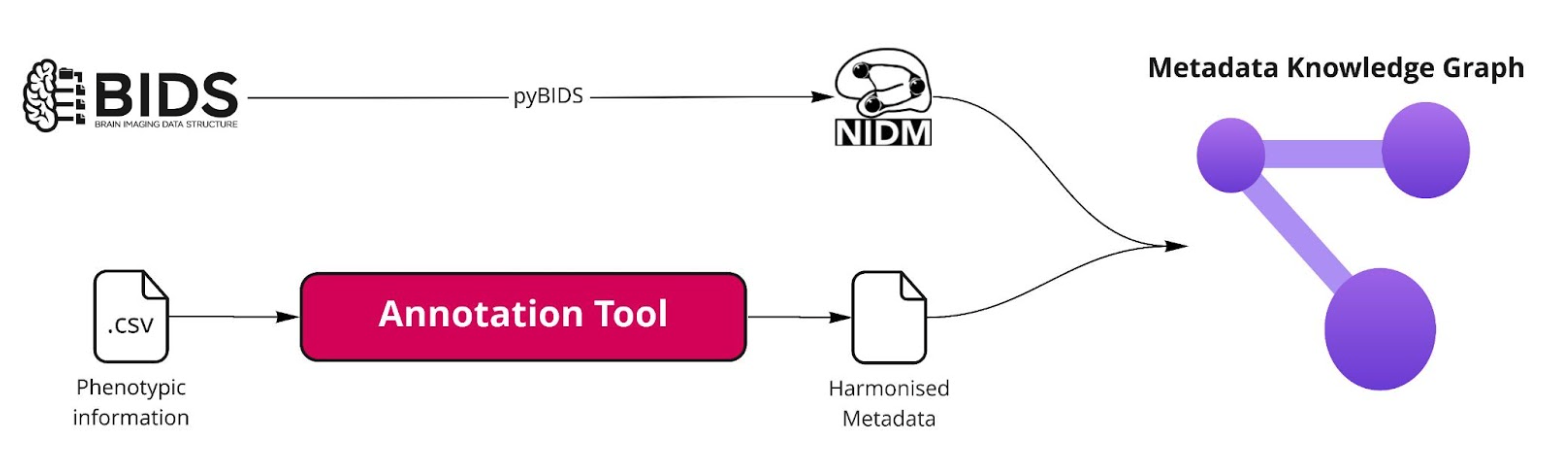 BIDS
BRAIN IMAGING DATA STRUCTURE
pyBIDS
NIDM
Metadata Knowledge Graph
.csv
Phenotypic
information
Annotation Tool
Harmonised
Metadata